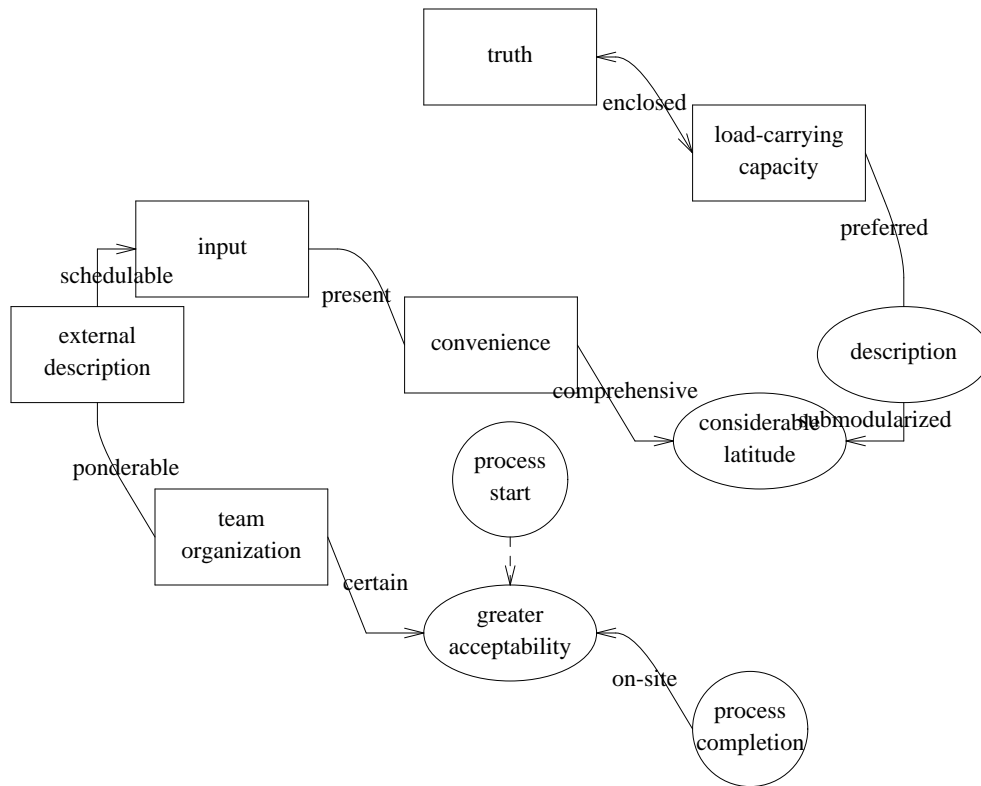 truth
enclosed
load-carrying
capacity
preferred
input
schedulable
present
external
description
convenience
description
comprehensive
considerable
latitude
submodularized
process
start
ponderable
team
organization
certain
greater
acceptability
on-site
process
completion